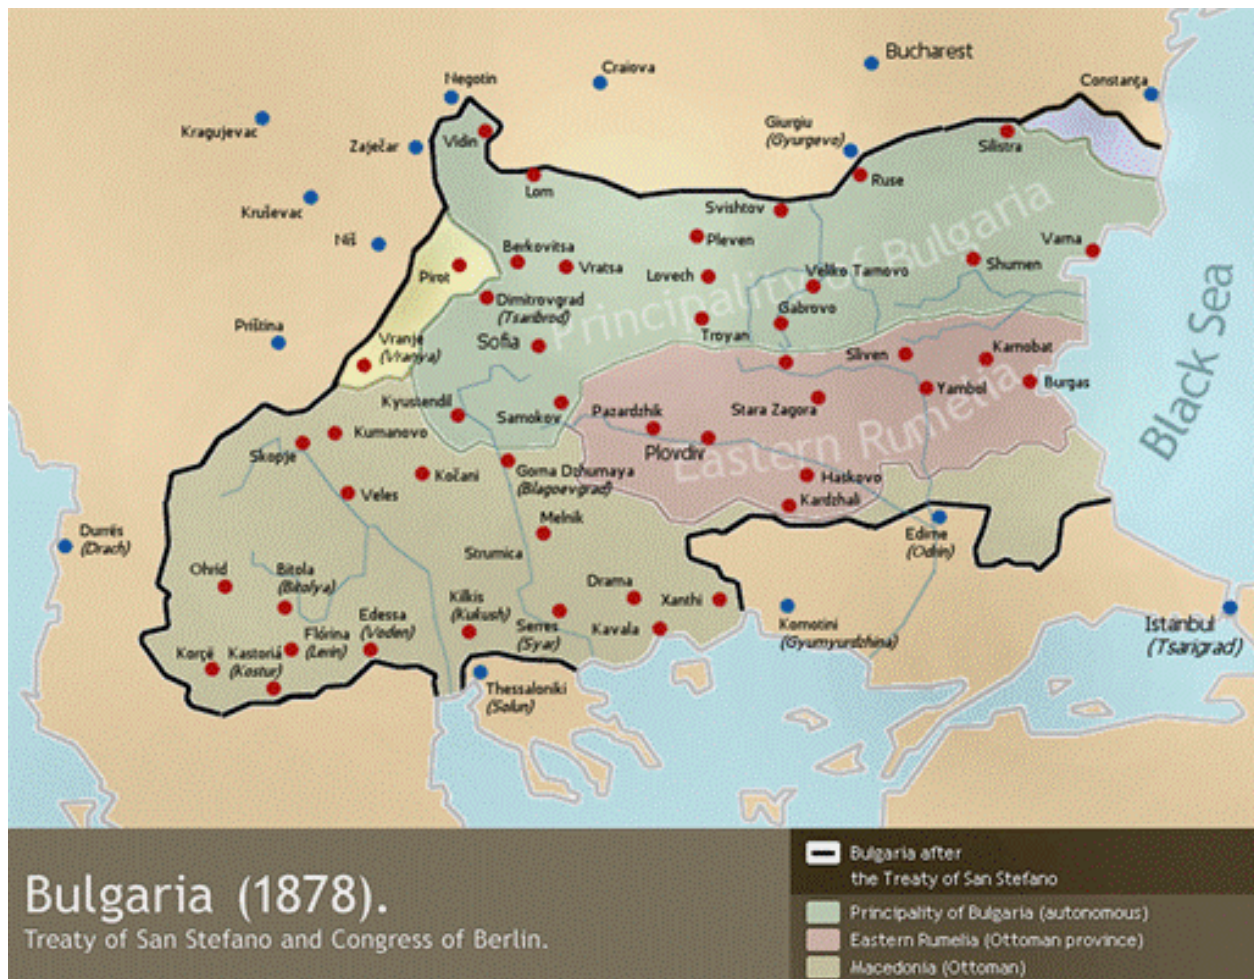 Bucharest
Craiova
Negotin
Constanța
Kragujevac
Giurgiu
(Gyurgevo)
Zaječar
Vidin
Silistra
Lom
Ruse
Kruševac
Svishtov
Niš
Pleven
Varna
Berkovitsa
Vratsa
Pirot
Lovech
Veliko Tarnovo
Shumen
Principality of Bulgaria
Dimitrovgrad
(Tsaribrod)
Gabrovo
Priština
Troyan
Vranje
(Vranya)
Sofia
Sliven
Karnobat
Black Sea
Yambol
Burgas
Kyustendil
Samokov
Pazardzhik
Stara Zagora
Kumanovo
Skopje
Plovdiv
Eastern Rumelia
Kočani
Gorna Dzhumaya
(Blagoevgrad)
Haskovo
Veles
Kardzhali
Melnik
Durrës
(Drach)
Edirne
(Odrin)
Strumica
Ohrid
Bitola
(Bitolya)
Drama
Xanthi
Kilkis
(Kukush)
Edessa
(Voden)
Serres
(Syar)
Kavala
Komotini
(Gyumyurdzhina)
Istanbul
(Tsarigrad)
Flórina
(Lerin)
Korçë
Kastoriá
(Kostur)
Thessaloniki
(Solun)
Bulgaria (1878).
Treaty of San Stefano and Congress of Berlin.
Bulgaria after
the Treaty of San Stefano
Principality of Bulgaria (autonomous)
Eastern Rumelia (Ottoman province)
Macedonia (Ottoman)